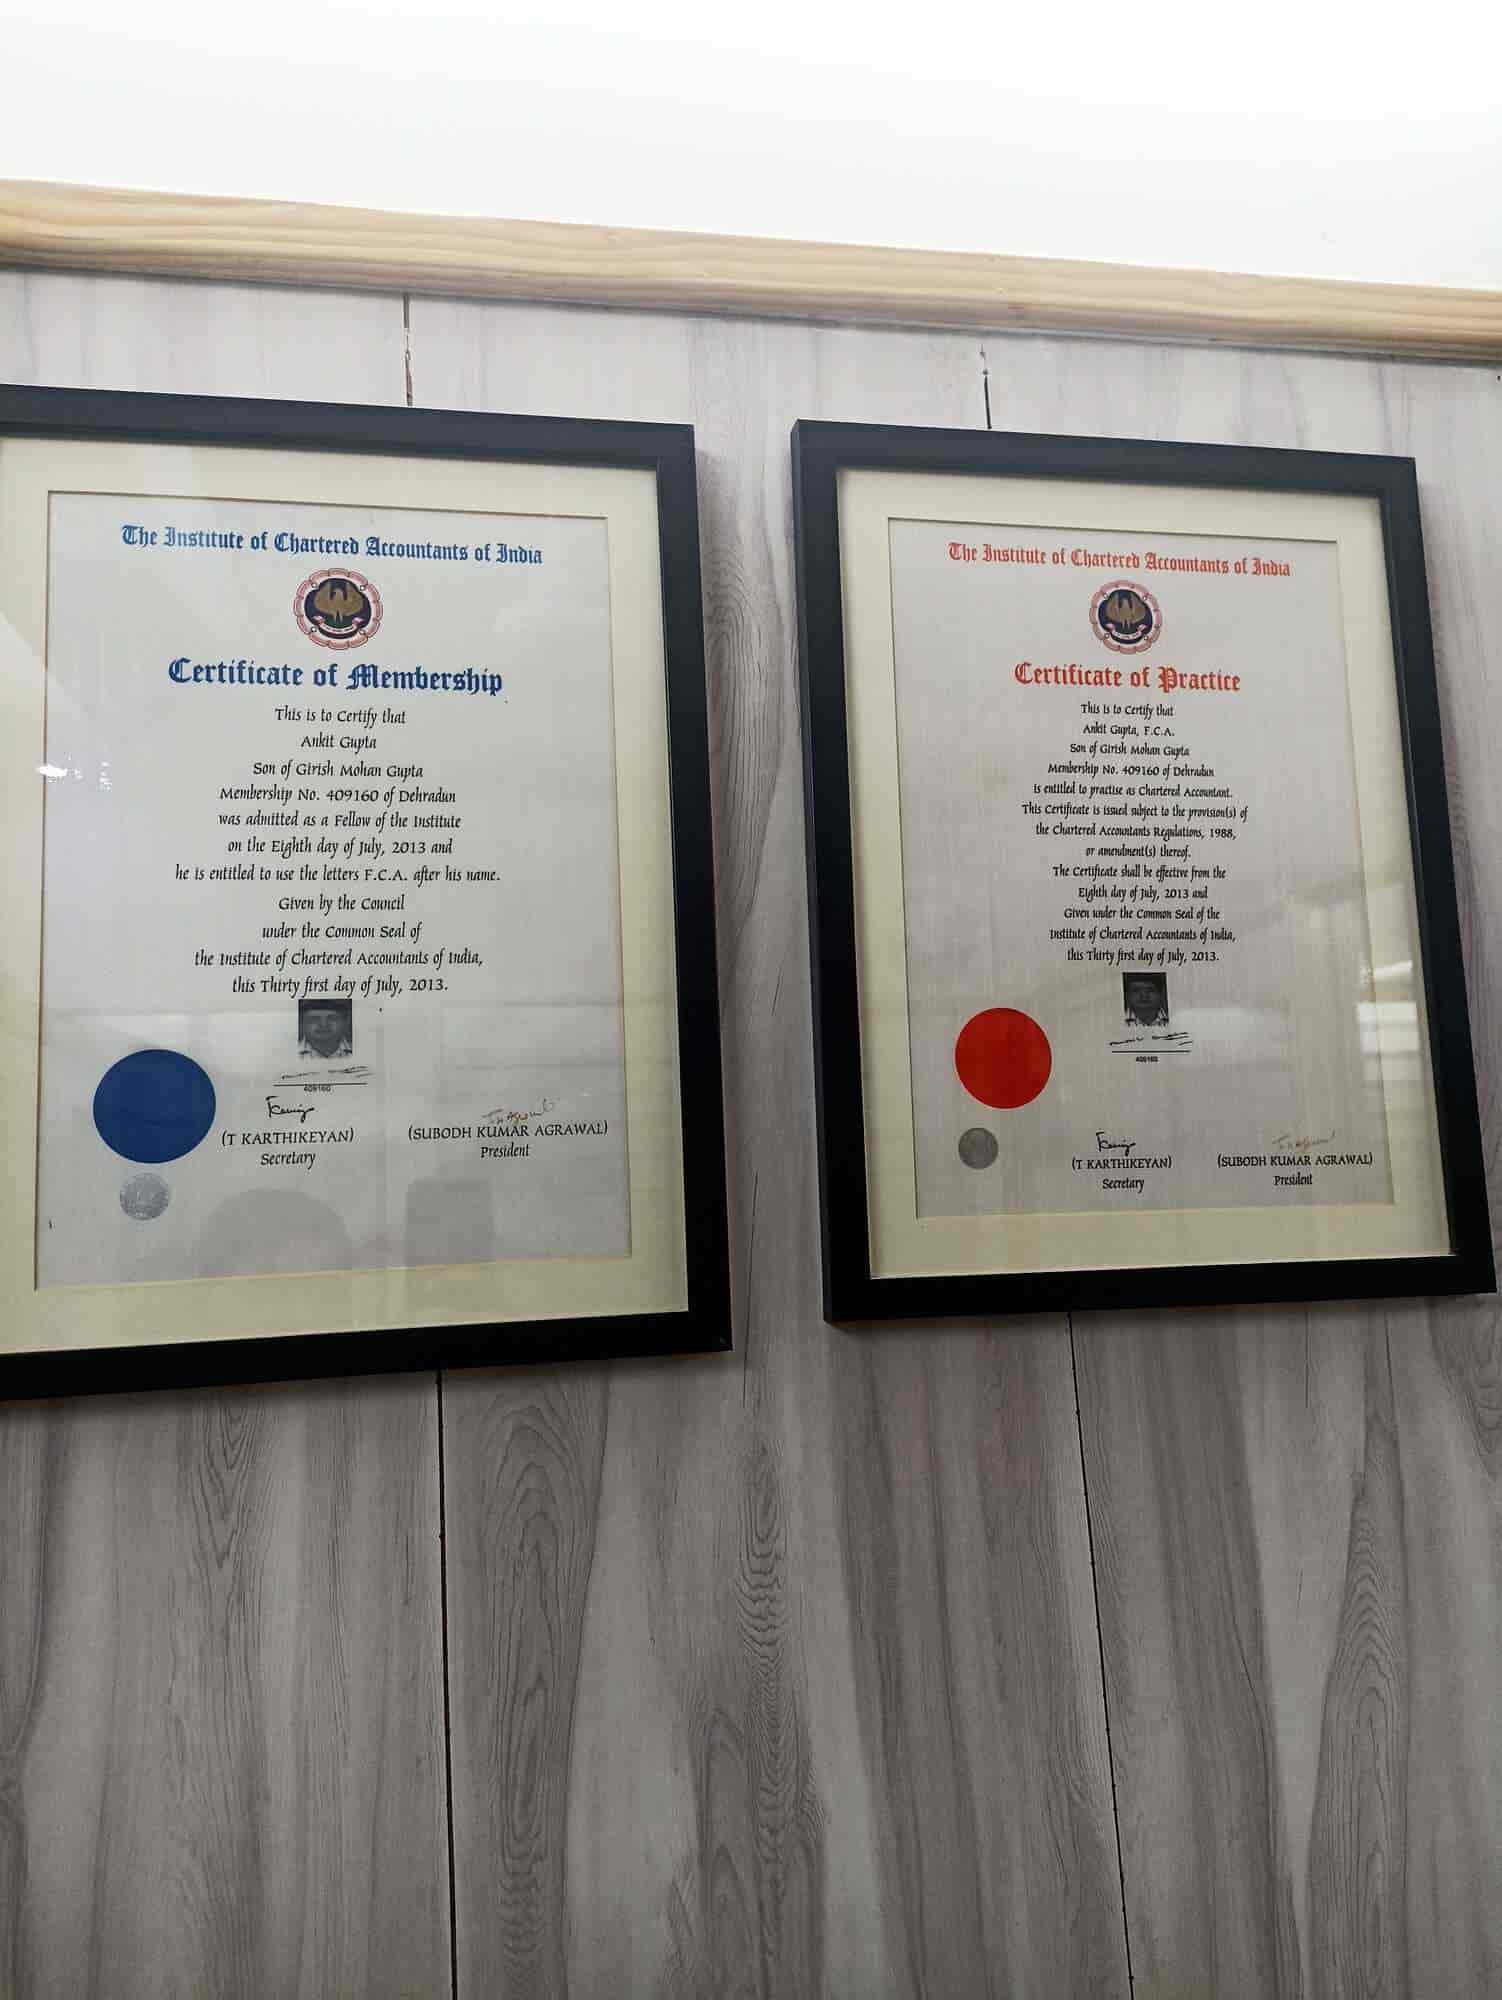 The Institute of Chartered Accountants of India
Certificate of Membership
This is to Certify that
Ankit Gupta
Son of Girish Mohan Gupta
Membership No. 409160 of Dehradun
was admitted as a Fellow of the Institute
on the Eighth day of July, 2013 and
he is entitled to use the letters F.C.A. after his name.
Given by the Council
under the Common Seal of
the Institute of Chartered Accountants of India,
this Thirty first day of July, 2013.
409160
(T KARTHIKEYAN)
Secretary
(SUBODH KUMAR AGRAWAL)
President
The Institute of Chartered Accountants of India
Certificate of Practice
This is to Certify that
Ankit Gupta, F.C.A.
Son of Girish Mohan Gupta
Membership No. 409160 of Dehradun
is entitled to practise as Chartered Accountant.
This Certificate is issued subject to the provision(s) of
the Chartered Accountants Regulations, 1988,
or amendment(s) thereof.
The Certificate shall be effective from the
Eighth day of July, 2013 and
Given under the Common Seal of the
Institute of Chartered Accountants of India,
this Thirty first day of July, 2013.
409160
(T KARTHIKEYAN)
Secretary
(SUBODH KUMAR AGRAWAL)
President